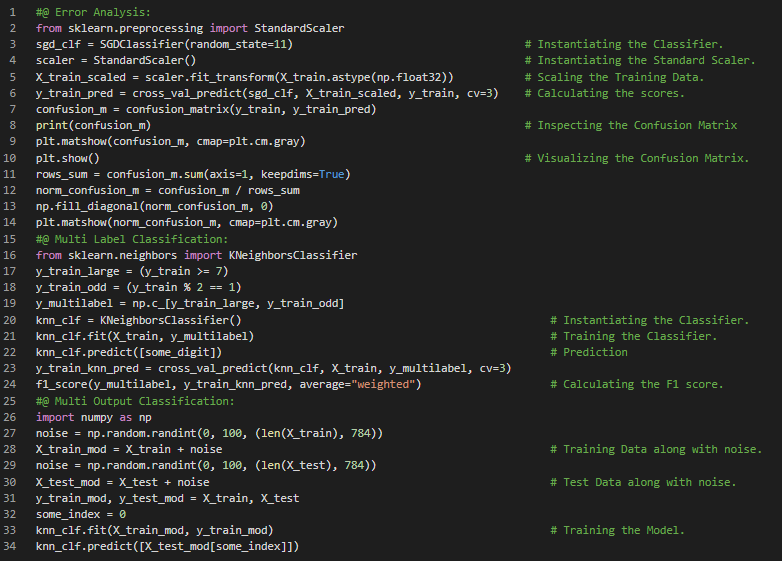 1 #@ Error Analysis:
2 from sklearn.preprocessing import StandardScaler
3 sgd_clf = SGDClassifier(random_state=11) # Instantiating the Classifier.
4 scaler = StandardScaler() # Instantiating the Standard Scaler.
5 X_train_scaled = scaler.fit_transform(X_train.astype(np.float32)) # Scaling the Training Data.
6 y_train_pred = cross_val_predict(sgd_clf, X_train_scaled, y_train, cv=3) # Calculating the scores.
7 confusion_m = confusion_matrix(y_train, y_train_pred)
8 print(confusion_m) # Inspecting the Confusion Matrix
9 plt.matshow(confusion_m, cmap=plt.cm.gray)
10 plt.show() # Visualizing the Confusion Matrix.
11 rows_sum = confusion_m.sum(axis=1, keepdims=True)
12 norm_confusion_m = confusion_m / rows_sum
13 np.fill_diagonal(norm_confusion_m, 0)
14 plt.matshow(norm_confusion_m, cmap=plt.cm.gray)
15 #@ Multi Label Classification:
16 from sklearn.neighbors import KNeighborsClassifier
17 y_train_large = (y_train >= 7)
18 y_train_odd = (y_train % 2 == 1)
19 y_multilabel = np.c_[y_train_large, y_train_odd]
20 knn_clf = KNeighborsClassifier() # Instantiating the Classifier.
21 knn_clf.fit(X_train, y_multilabel) # Training the Classifier.
22 knn_clf.predict([some_digit]) # Prediction
23 y_train_knn_pred = cross_val_predict(knn_clf, X_train, y_multilabel, cv=3)
24 f1_score(y_multilabel, y_train_knn_pred, average="weighted") # Calculating the F1 score.
25 #@ Multi Output Classification:
26 import numpy as np
27 noise = np.random.randint(0, 100, (len(X_train), 784))
28 X_train_mod = X_train + noise # Training Data along with noise.
29 noise = np.random.randint(0, 100, (len(X_test), 784))
30 X_test_mod = X_test + noise # Test Data along with noise.
31 y_train_mod, y_test_mod = X_train, X_test
32 some_index = 0
33 knn_clf.fit(X_train_mod, y_train_mod) # Training the Model.
34 knn_clf.predict([X_test_mod[some_index]])